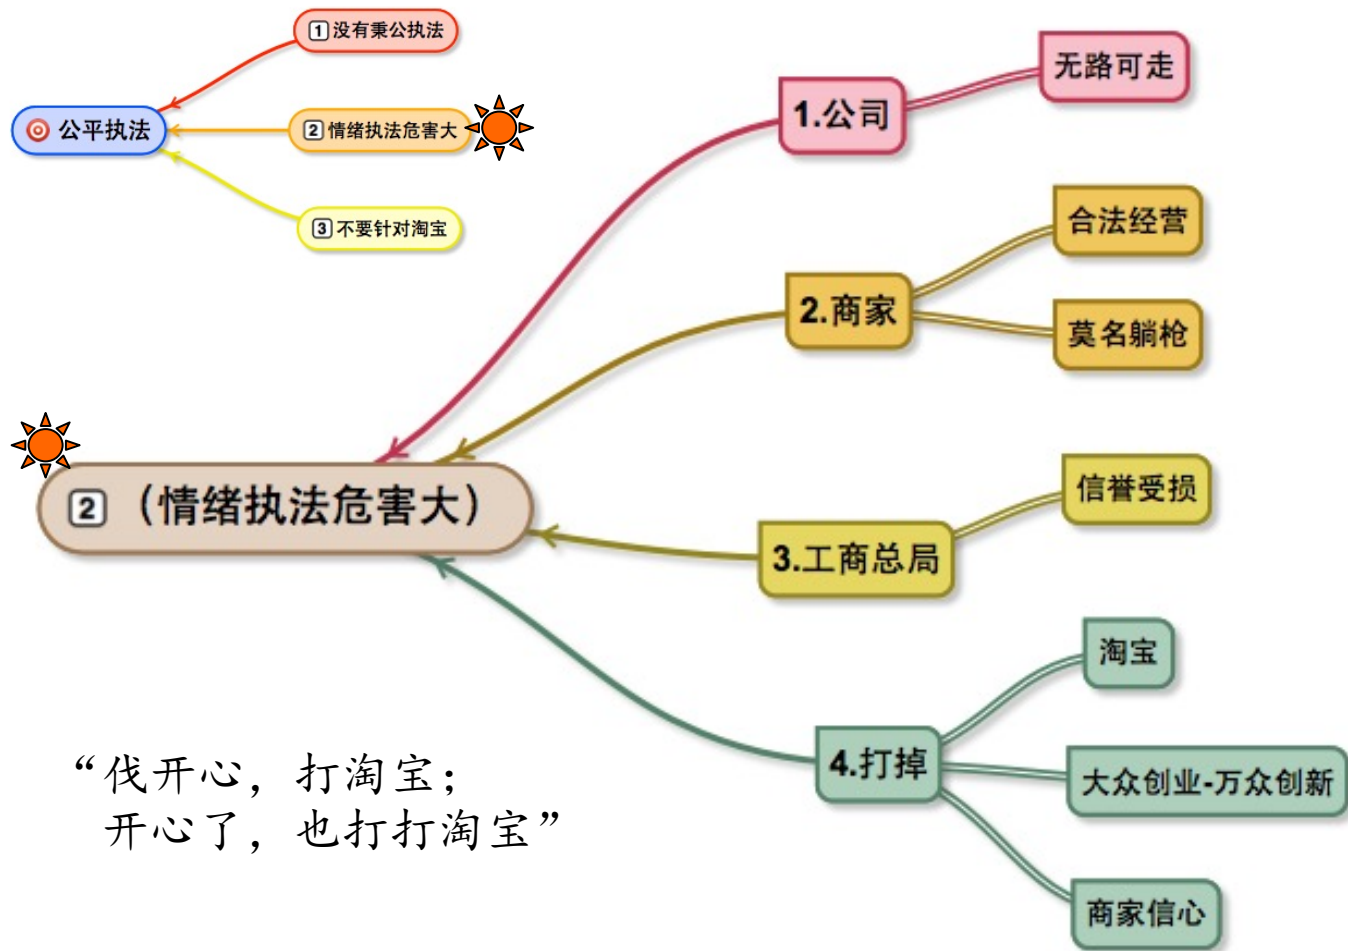 1 没有秉公执法
公平执法
2 情绪执法危害大
3 不要针对淘宝
2 （情绪执法危害大）
1.公司
无路可走
2.商家
合法经营
莫名躺枪
3.工商总局
信誉受损
4.打掉
淘宝
大众创业-万众创新
商家信心
“伐开心，打淘宝；
开心了，也打打淘宝”